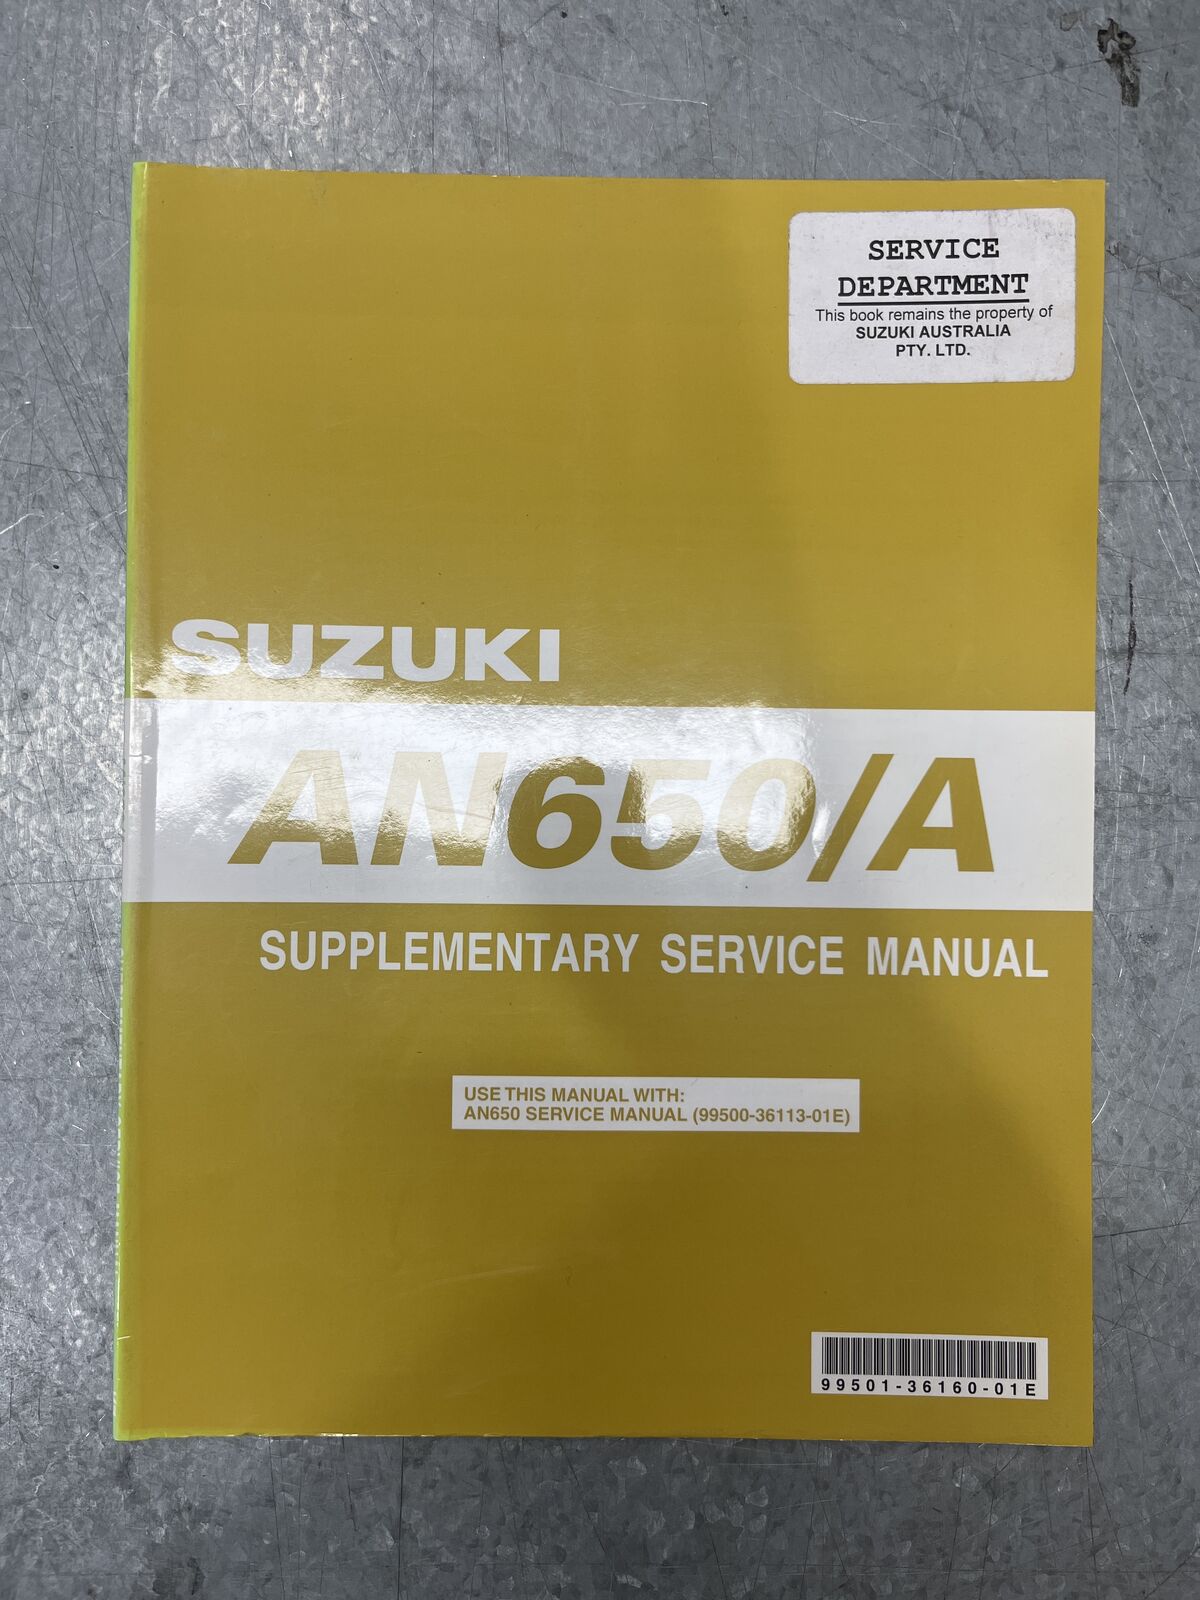 SERVICE
DEPARTMENT
This book remains the property of
SUZUKI AUSTRALIA
PTY. LTD.
SUZUKI
AN650/A
SUPPLEMENTARY SERVICE MANUAL
USE THIS MANUAL WITH:
AN650 SERVICE MANUAL (99500-36113-01E)
99501-36160-01E